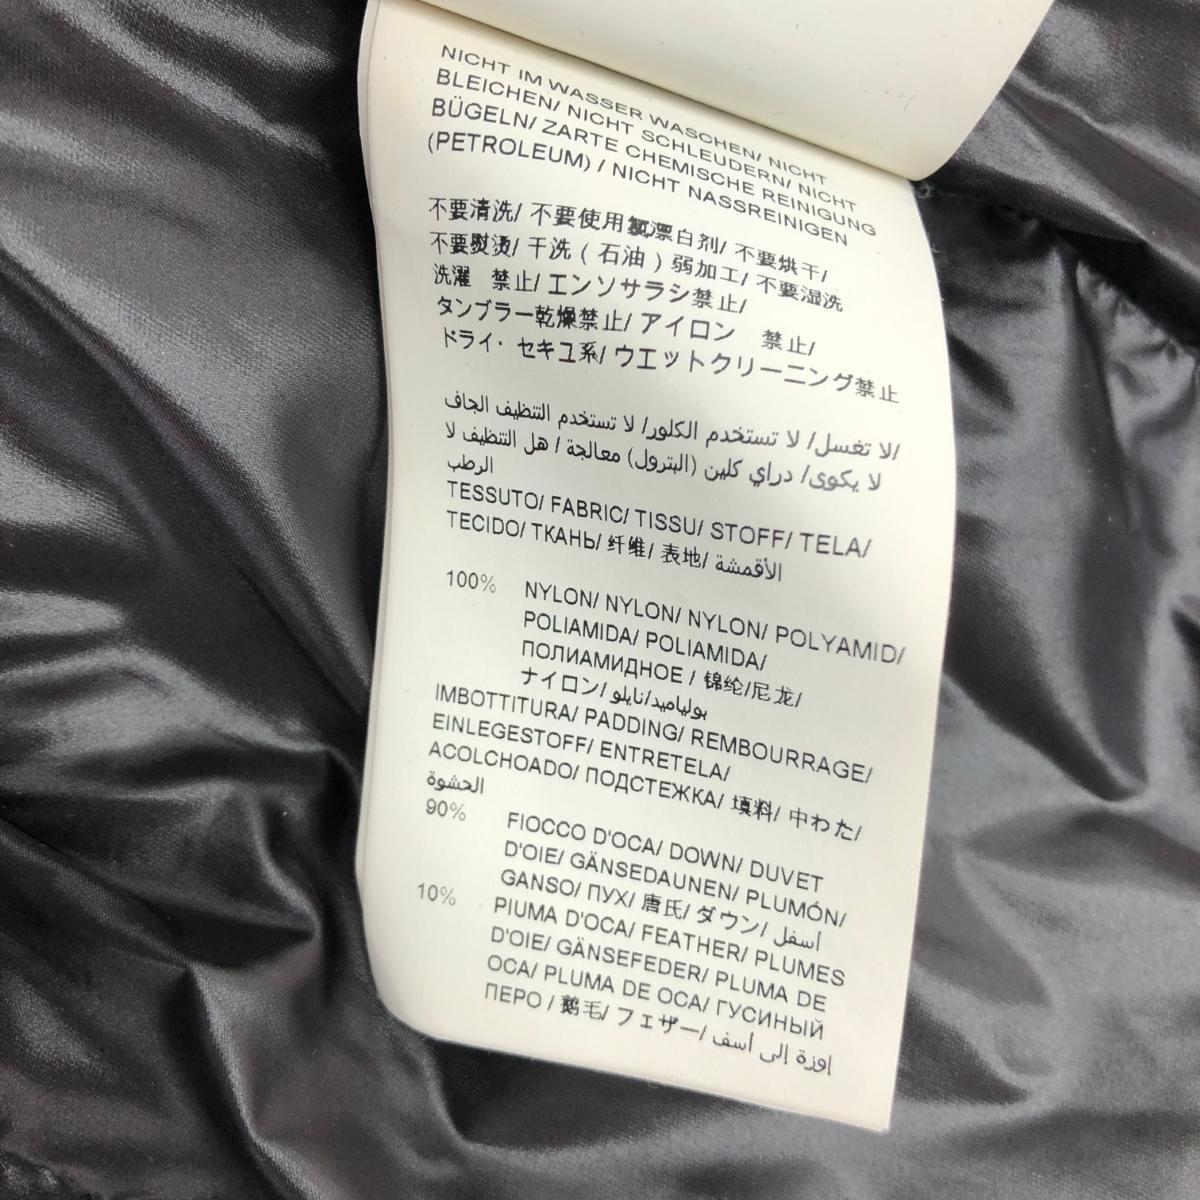 NICHT IM WASSER WASCHEN/ NICHT
BLEICHEN/ NICHT SCHLEUDERN/ NICHT
BÜGELN/ ZARTE CHEMISCHE REINIGUNG
(PETROLEUM) / NICHT NASSREINIGEN
不要清洗/ 不要使用氯漂白剂/ 不要烘干/
不要熨烫/ 干洗 ( 石油 ) 弱加工/ 不要湿洗
洗濯 禁止/ エンソサラシ禁止/
タンブラー乾燥禁止/ アイロン 禁止/
ドライ・セキユ系/ ウエットクリーニング禁止
/لا تغسل/ لا تستخدم الكلور/ لا تستخدم التنظيف الجاف
لا يكوى/ دراي كلين (البترول) معالجة / هل التنظيف لا
الرطب
TESSUTO/ FABRIC/ TISSU/ STOFF/ TELA/
TECIDO/ ТКАНЬ/ 纤维/ 表地/ الأقمشة
100% NYLON/ NYLON/ NYLON/ POLYAMID/
POLIAMIDA/ POLIAMIDA/
ПОЛИАМИДНОЕ / 锦纶/尼龙/
ナイロン/ بولياميد/نايلو
IMBOTTITURA/ PADDING/ REMBOURRAGE/
EINLEGESTOFF/ ENTRETELA/
ACOLCHOADO/ ПОДСТЕЖКА/ 填料/ 中わた/
الحشوة
90% FIOCCO D'OCA/ DOWN/ DUVET
D'OIE/ GÄNSEDAUNEN/ PLUMÓN/
GANSO/ ПУХ/ 唐氏/ ダウン/ أسفل
10% PIUMA D'OCA/ FEATHER/ PLUMES
D'OIE/ GÄNSEFEDER/ PLUMA DE
OCA/ PLUMA DE OCA/ ГУСИНЫЙ
ПЕРО / 鹅毛/ フェザー/ إوزة إلى أسف